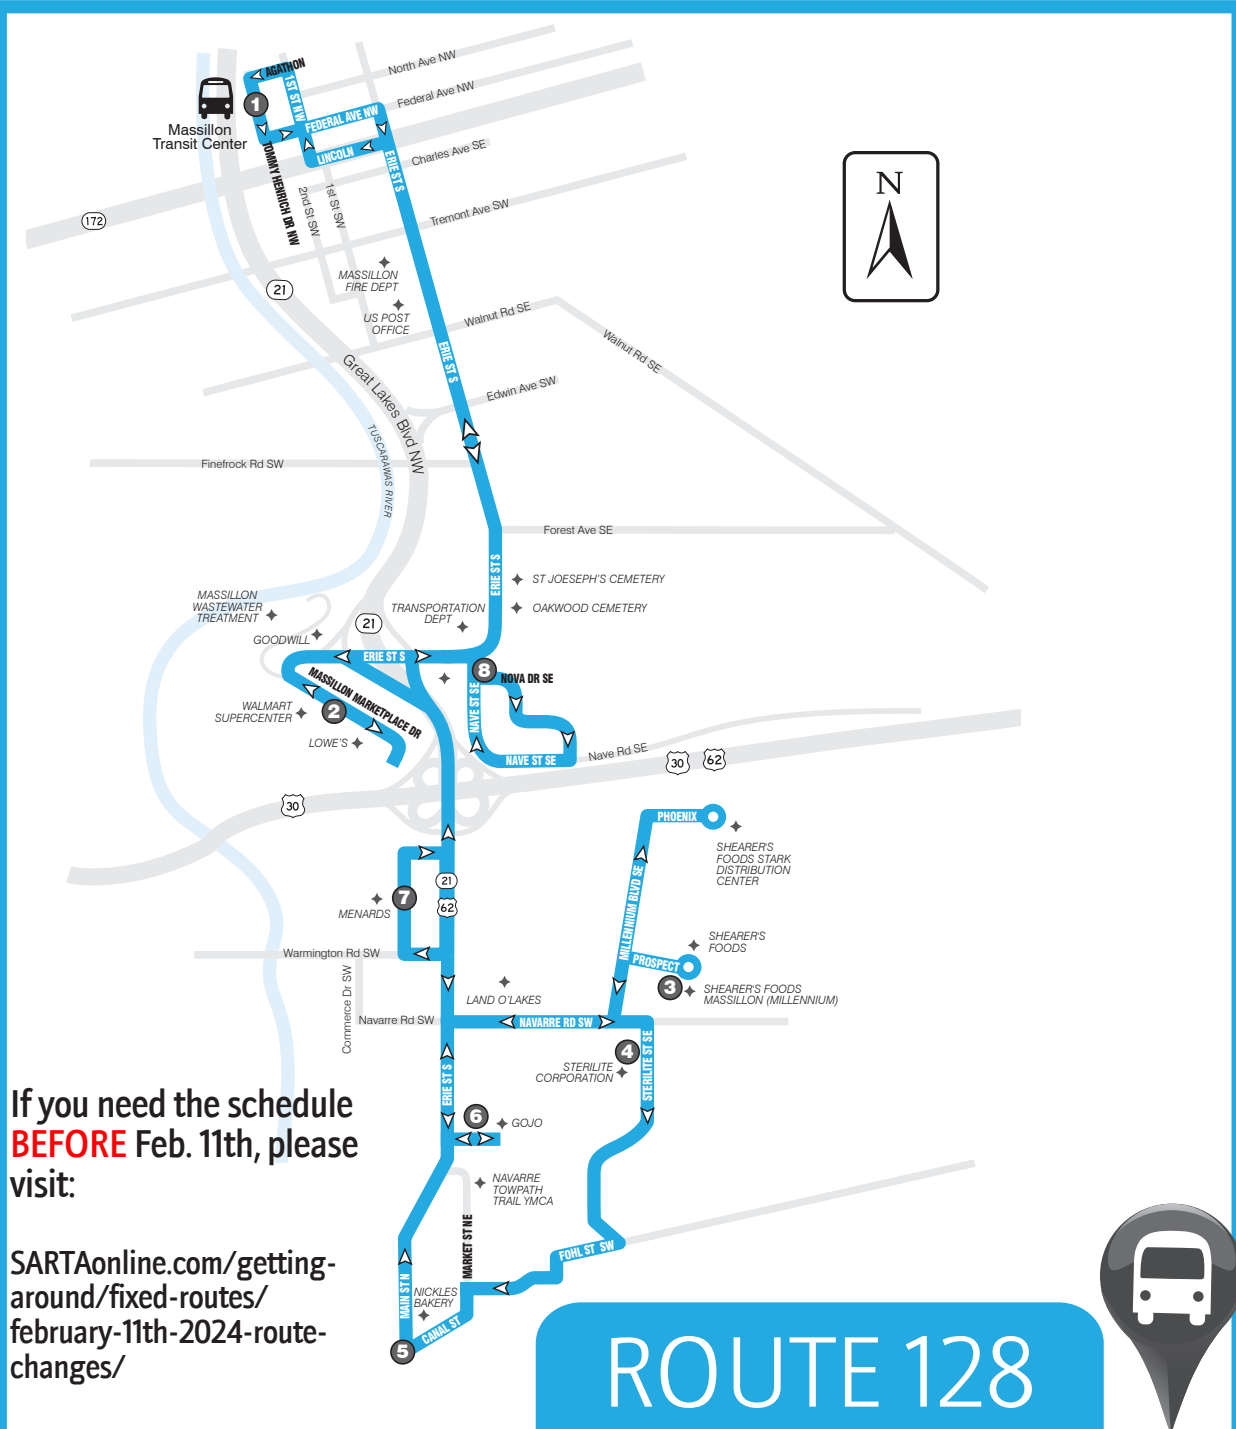 North Ave NW
AGATHON
1ST ST NW
Federal Ave NW
1
FEDERAL AVE NW
Massillon
Transit Center
LINCOLN
Charles Ave SE
ERIE ST S
TOMMY HENRICH DR NW
2nd St SW
1st St SW
172
Tremont Ave SW
N
MASSILLON
FIRE DEPT
21
US POST
OFFICE
Walnut Rd SE
Walnut Rd SE
ERIE ST S
Great Lakes Blvd NW
Edwin Ave SW
TUSCARAWAS RIVER
Finefrock Rd SW
Forest Ave SE
ERIE ST S
ST JOESEPH'S CEMETERY
MASSILLON
WASTEWATER
TREATMENT
TRANSPORTATION
DEPT
OAKWOOD CEMETERY
21
GOODWILL
ERIE ST S
8
NOVA DR SE
MASSILLON MARKETPLACE DR
NAVE ST SE
WALMART
SUPERCENTER
2
LOWE'S
NAVE ST SE
Nave Rd SE
30
62
30
PHOENIX
SHEARER'S
FOODS STARK
DISTRIBUTION
CENTER
21
62
7
MENARDS
MILLENNIUM BLVD SE
SHEARER'S
FOODS
Warmington Rd SW
PROSPECT
3
SHEARER'S FOODS
MASSILLON (MILLENNIUM)
LAND O'LAKES
Commerce Dr SW
Navarre Rd SW
NAVARRE RD SW
4
STERILITE
CORPORATION
STERILITE ST SE
ERIE ST S
6
GOJO
If you need the schedule
BEFORE Feb. 11th, please
visit:
NAVARRE
TOWPATH
TRAIL YMCA
MARKET ST NE
FOHL ST SW
SARTAonline.com/getting-
around/fixed-routes/
february-11th-2024-route-
changes/
MAIN ST N
NICKLES
BAKERY
CANAL ST
5
ROUTE 128